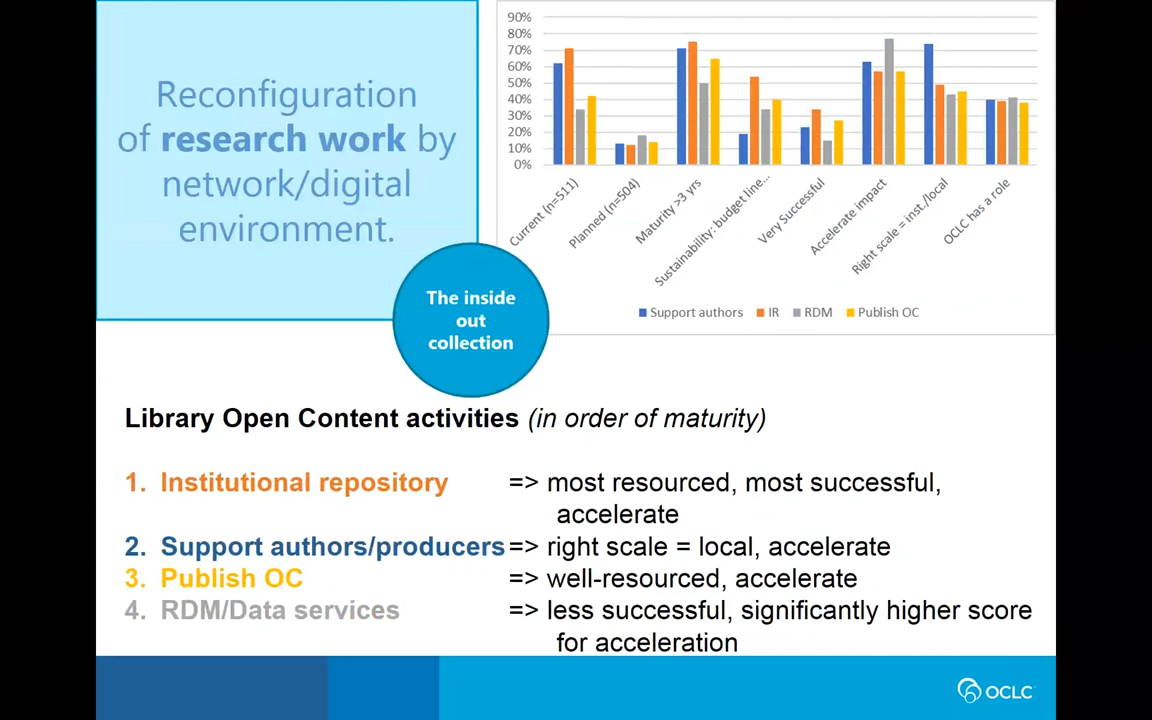 Reconfiguration
of research work by
network/digital
environment.
The inside
out
collection
90%
80%
70%
60%
50%
40%
30%
20%
10%
0%
Current (n=511)
Planned (n=504)
Maturity >3 yrs
Sustainability: budget line...
Very Successful
Accelerate impact
Right scale = inst./local
OCLC has a role
Support authors IR RDM Publish OC
Library Open Content activities (in order of maturity)
1. Institutional repository => most resourced, most successful,
accelerate
2. Support authors/producers => right scale = local, accelerate
3. Publish OC => well-resourced, accelerate
4. RDM/Data services => less successful, significantly higher score
for acceleration
OCLC